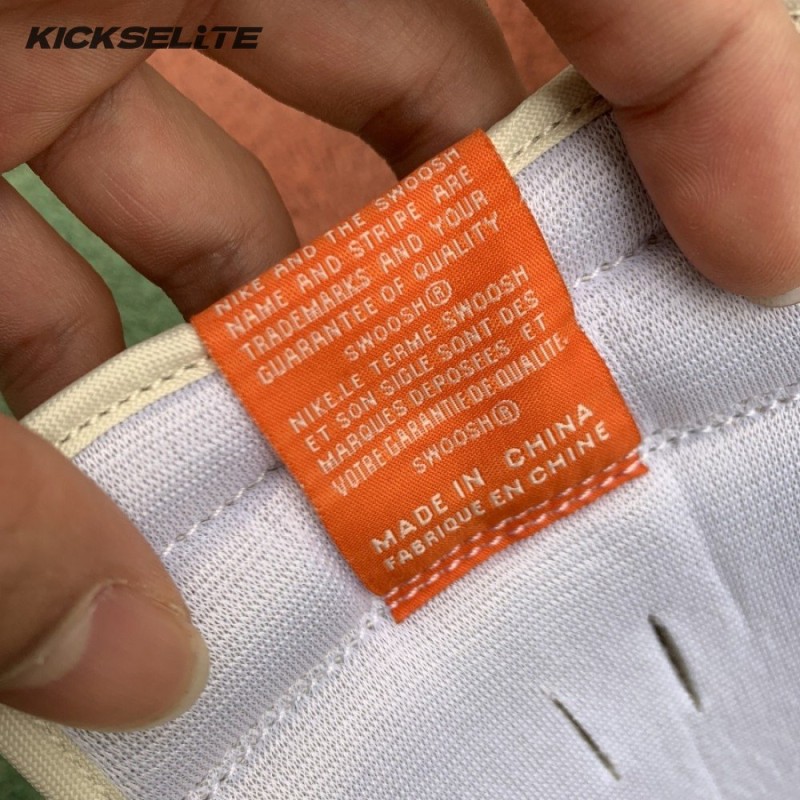 KICKSELITE
NIKE AND THE SWOOSH
NAME AND STRIPE ARE
TRADEMARKS AND YOUR
GUARANTEE OF QUALITY
SWOOSH®
NIKE.LE TERME SWOOSH
ET SON SIGLE SONT DES
MARQUES DEPOSÉES ET
VOTRE GARANTIE DE QUALITE.
SWOOSH®
MADE IN CHINA
FABRIQUE EN CHINE